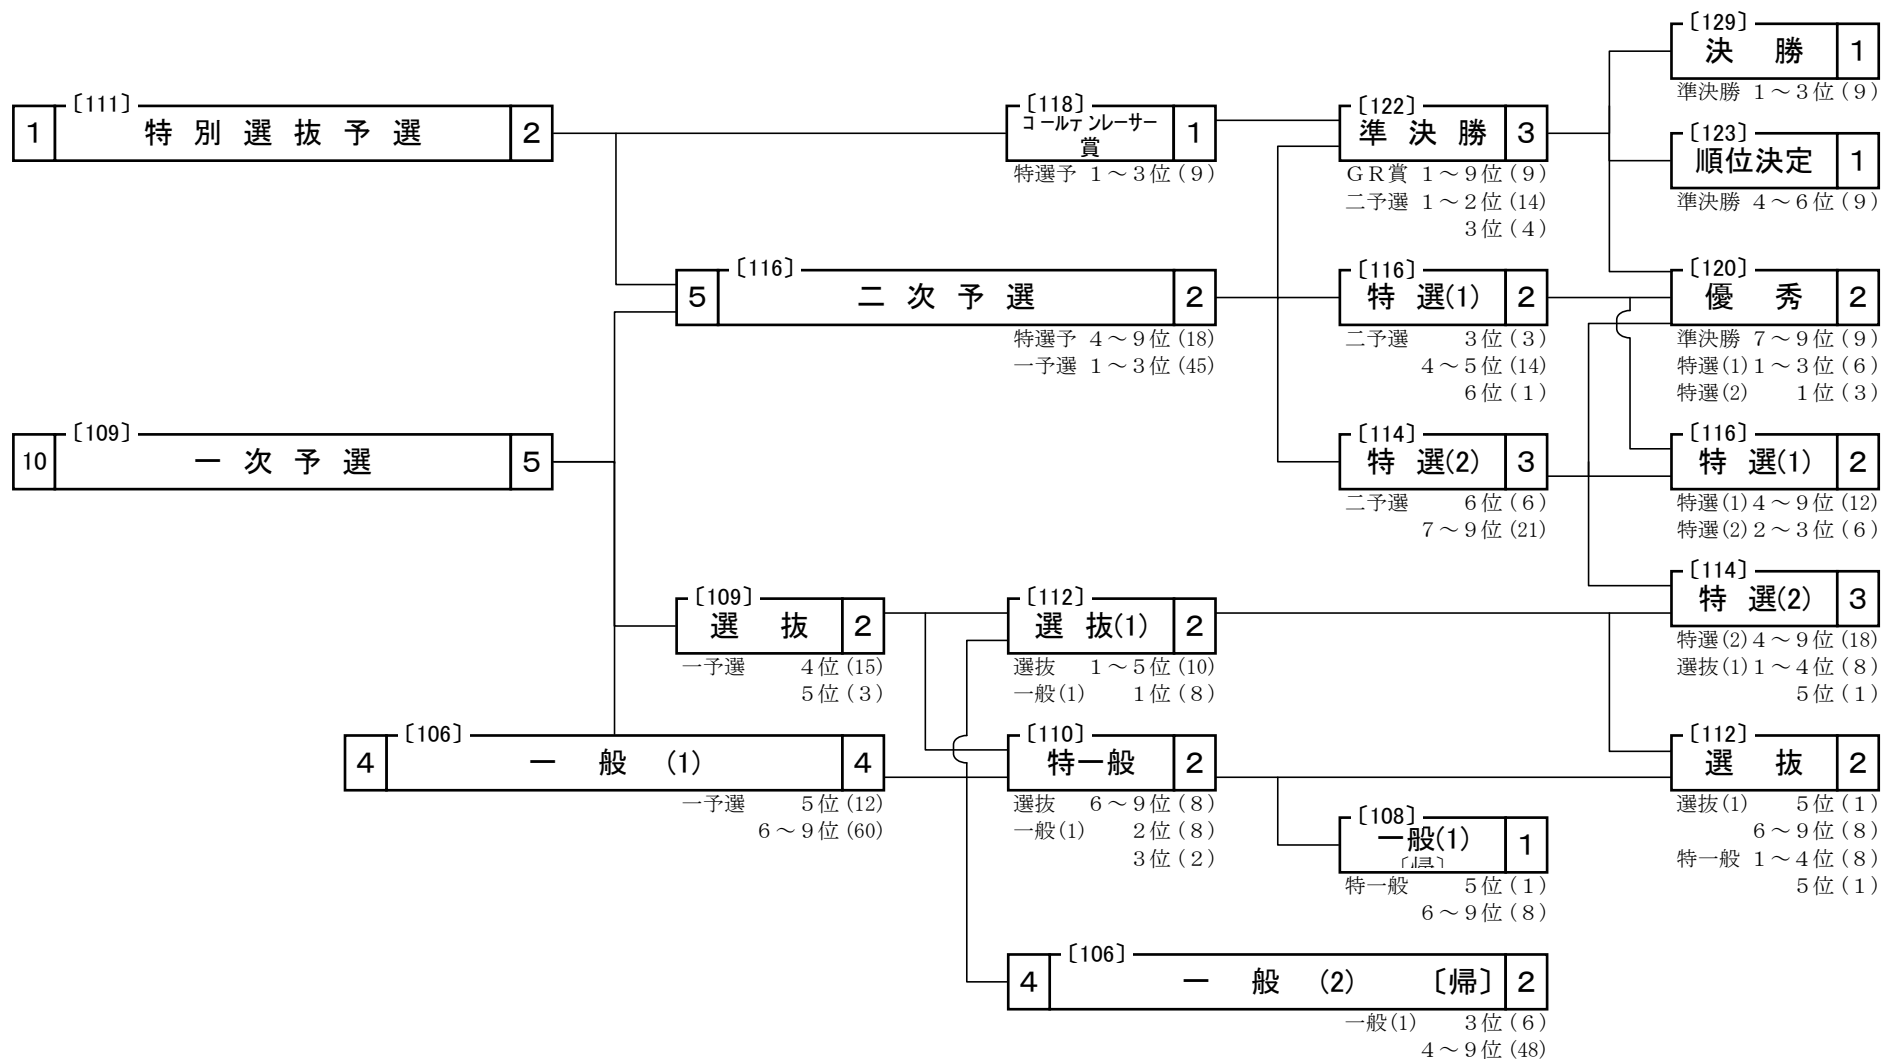 〔111〕
1 特別選抜予選 2
〔109〕
10 一次予選 5
〔106〕
4 一般 (1) 4
一予選 5位(12)
6～9位(60)
〔116〕
5 二次予選 2
特選予 4～9位(18)
一予選 1～3位(45)
〔109〕
選抜 2
一予選 4位(15)
5位(3)
〔118〕
ゴールデンレーサー
賞 1
特選予 1～3位(9)
〔112〕
選抜(1) 2
選抜 1～5位(10)
一般(1) 1位(8)
〔110〕
特一般 2
選抜 6～9位(8)
一般(1) 2位(8)
3位(2)
〔106〕
4 一般 (2) 〔帰〕 2
一般(1) 3位(6)
4～9位(48)
〔122〕
準決勝 3
GR賞 1～9位(9)
二予選 1～2位(14)
3位(4)
〔116〕
特選(1) 2
二予選 3位(3)
4～5位(14)
6位(1)
〔114〕
特選(2) 3
二予選 6位(6)
7～9位(21)
〔108〕
一般(1) 1
〔帰〕
特一般 5位(1)
6～9位(8)
〔129〕
決勝 1
準決勝 1～3位(9)
〔123〕
順位決定 1
準決勝 4～6位(9)
〔120〕
優秀 2
準決勝 7～9位(9)
特選(1) 1～3位(6)
特選(2) 1位(3)
〔116〕
特選(1) 2
特選(1) 4～9位(12)
特選(2) 2～3位(6)
〔114〕
特選(2) 3
特選(2) 4～9位(18)
選抜(1) 1～4位(8)
5位(1)
〔112〕
選抜 2
選抜(1) 5位(1)
6～9位(8)
特一般 1～4位(8)
5位(1)